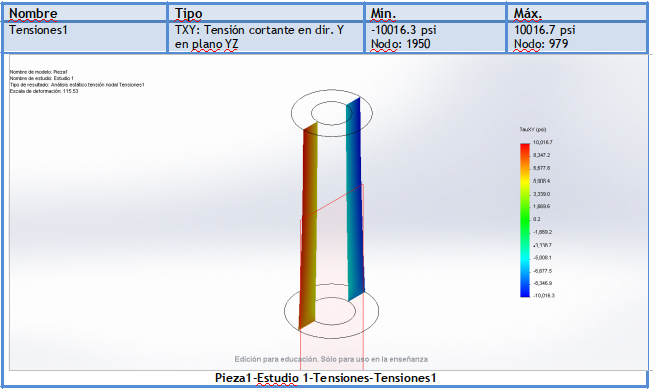 Nombre Tipo Mín. Máx.
Tensiones1 TXY: Tensión cortante en dir. Y -10016.3 psi 10016.7 psi
en plano YZ Nodo: 1950 Nodo: 979
Nombre de modelo: Pieza1
Nombre de estudio: Estudio 1
Tipo de resultado: Análisis estático tensión nodal Tensiones1
Escala de deformación: 115.53
TauXY (psi)
10,016.7
8,347.2
6,677.8
5,008.4
3,339.0
1,669.6
0.2
-1,669.2
-3,338.7
-5,008.1
-6,677.5
-8,346.9
-10,016.3
Edición para educación. Sólo para uso en la enseñanza
Pieza1-Estudio 1-Tensiones-Tensiones1